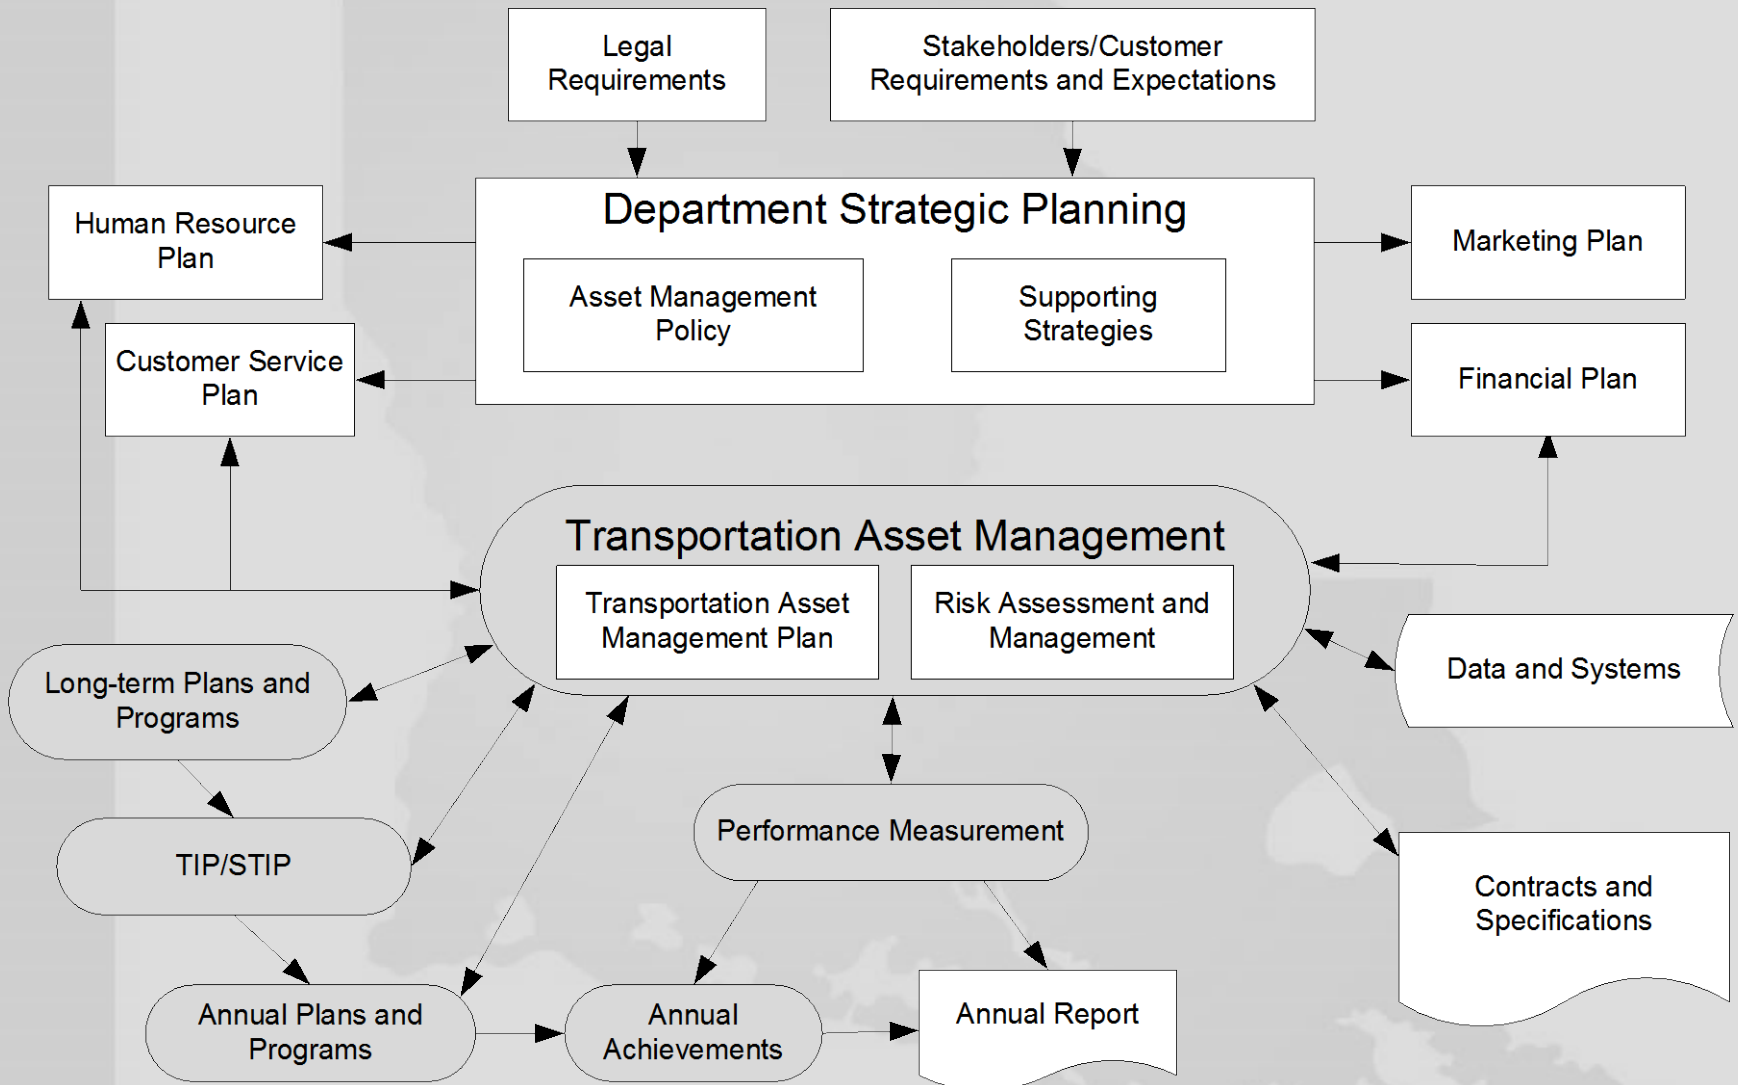 Legal
Requirements
Stakeholders/Customer
Requirements and Expectations
Department Strategic Planning
Human Resource
Plan
Marketing Plan
Asset Management
Policy
Supporting
Strategies
Customer Service
Plan
Financial Plan
Transportation Asset Management
Transportation Asset
Management Plan
Risk Assessment and
Management
Long-term Plans and
Programs
Data and Systems
Performance Measurement
TIP/STIP
Contracts and
Specifications
Annual Plans and
Programs
Annual
Achievements
Annual Report